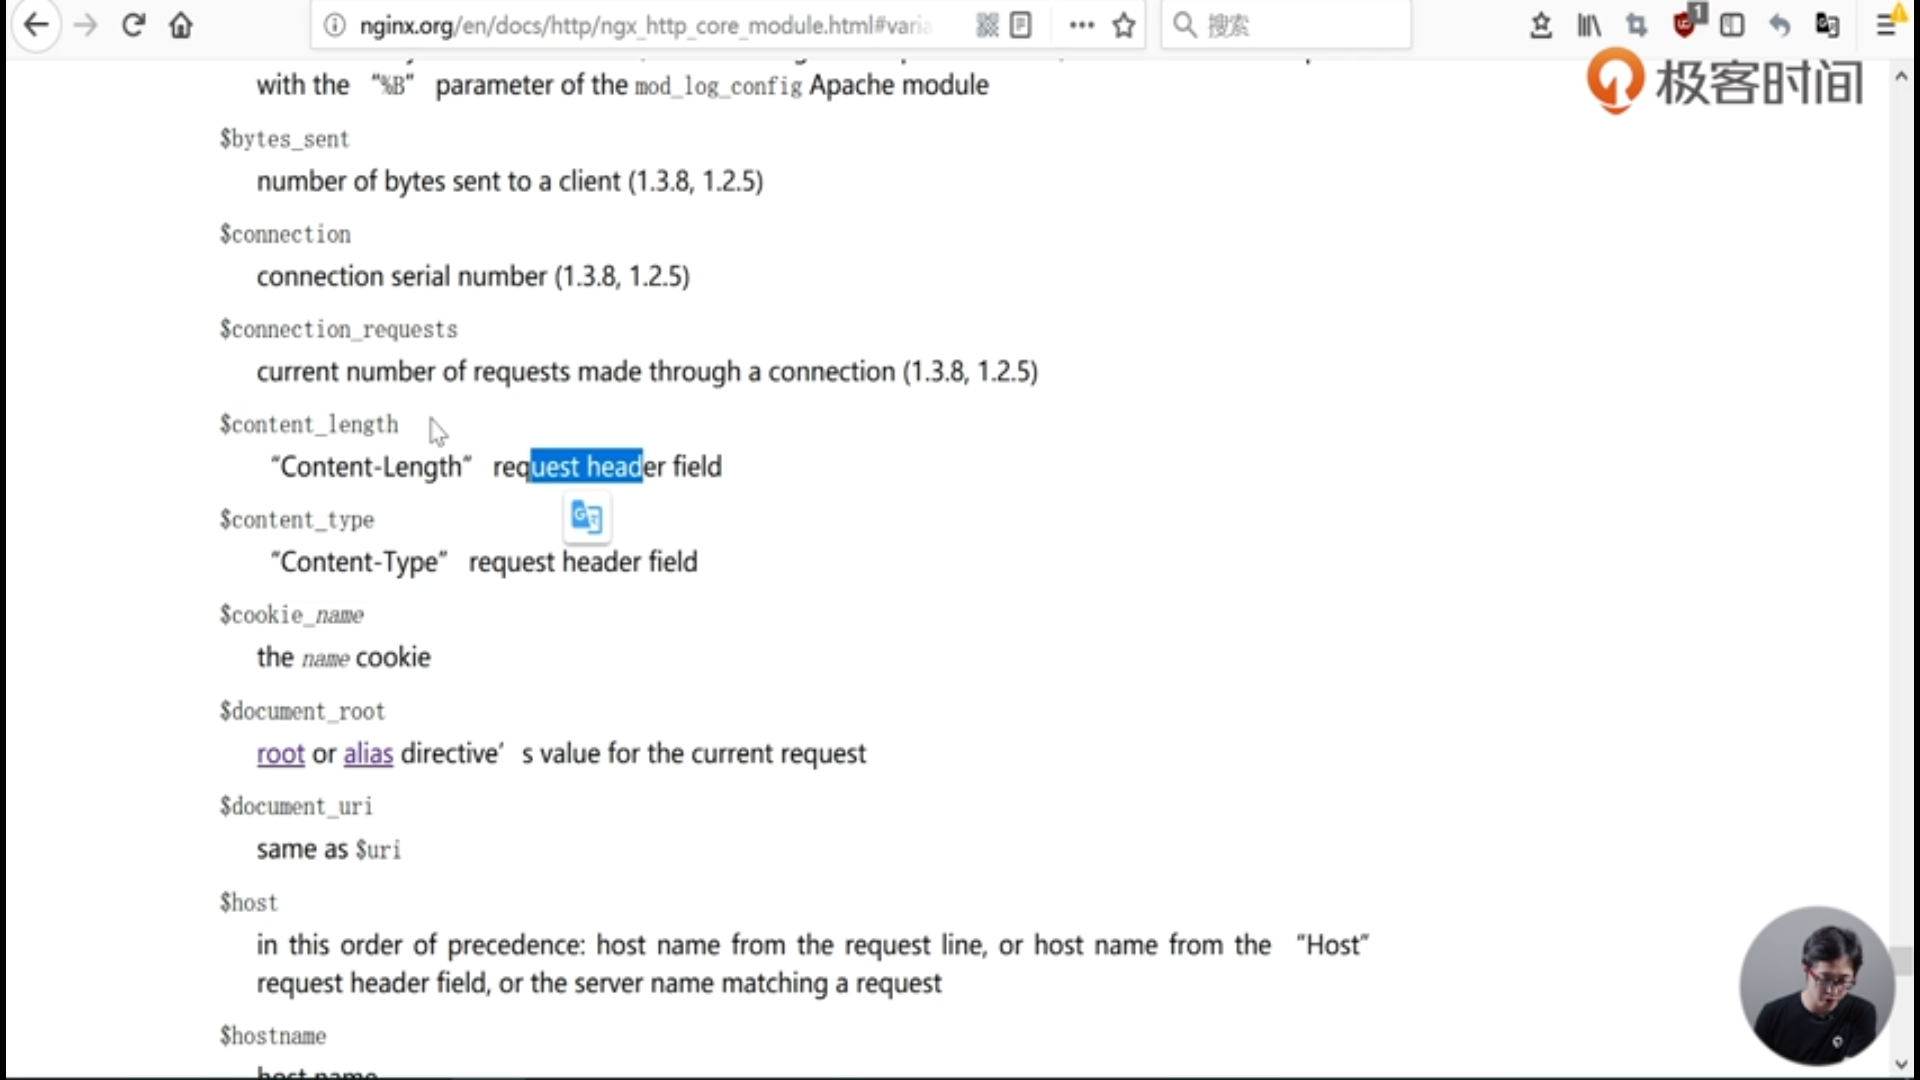 nginx.org/en/docs/http/ngx_http_core_module.html#varia
搜索
1
极客时间
with the “%B” parameter of the mod_log_config Apache module
$bytes_sent
number of bytes sent to a client (1.3.8, 1.2.5)
$connection
connection serial number (1.3.8, 1.2.5)
$connection_requests
current number of requests made through a connection (1.3.8, 1.2.5)
$content_length
“Content-Length” request header field
$content_type
“Content-Type” request header field
$cookie_name
the name cookie
$document_root
root or alias directive’s value for the current request
$document_uri
same as $uri
$host
in this order of precedence: host name from the request line, or host name from the “Host”
request header field, or the server name matching a request
$hostname
host name